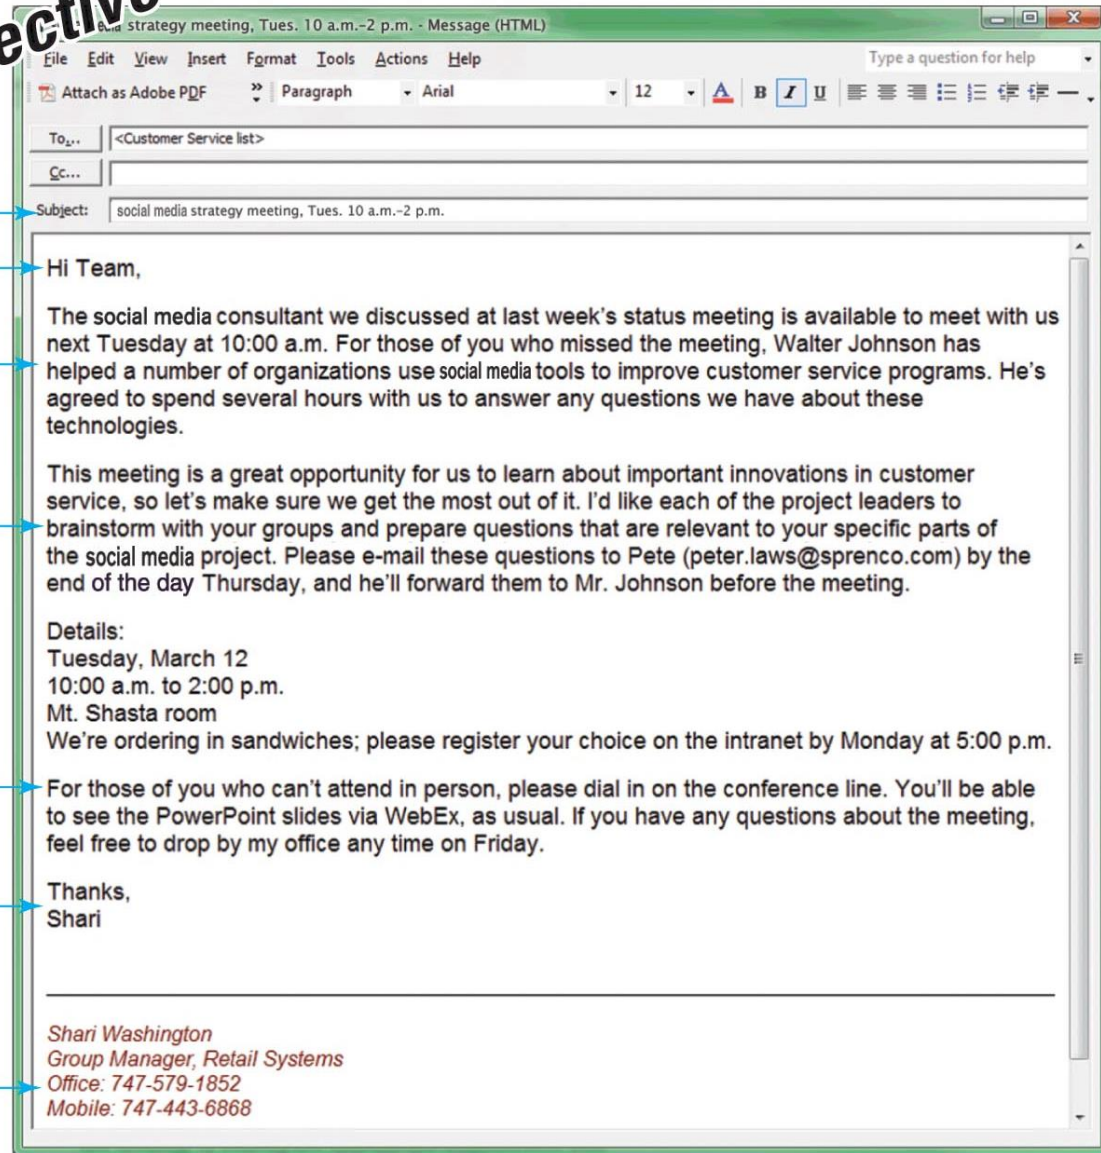 ective
media strategy meeting, Tues. 10 a.m.–2 p.m. - Message (HTML)
File Edit View Insert Format Tools Actions Help Type a question for help
Attach as Adobe PDF » Paragraph Arial 12 A B I U
To... <Customer Service list>
Cc...
Subject: social media strategy meeting, Tues. 10 a.m.–2 p.m.
Hi Team,
The social media consultant we discussed at last week’s status meeting is available to meet with us
next Tuesday at 10:00 a.m. For those of you who missed the meeting, Walter Johnson has
helped a number of organizations use social media tools to improve customer service programs. He’s
agreed to spend several hours with us to answer any questions we have about these
technologies.
This meeting is a great opportunity for us to learn about important innovations in customer
service, so let’s make sure we get the most out of it. I’d like each of the project leaders to
brainstorm with your groups and prepare questions that are relevant to your specific parts of
the social media project. Please e-mail these questions to Pete (peter.laws@sprenco.com) by the
end of the day Thursday, and he’ll forward them to Mr. Johnson before the meeting.
Details:
Tuesday, March 12
10:00 a.m. to 2:00 p.m.
Mt. Shasta room
We’re ordering in sandwiches; please register your choice on the intranet by Monday at 5:00 p.m.
For those of you who can’t attend in person, please dial in on the conference line. You’ll be able
to see the PowerPoint slides via WebEx, as usual. If you have any questions about the meeting,
feel free to drop by my office any time on Friday.
Thanks,
Shari
Shari Washington
Group Manager, Retail Systems
Office: 747-579-1852
Mobile: 747-443-6868